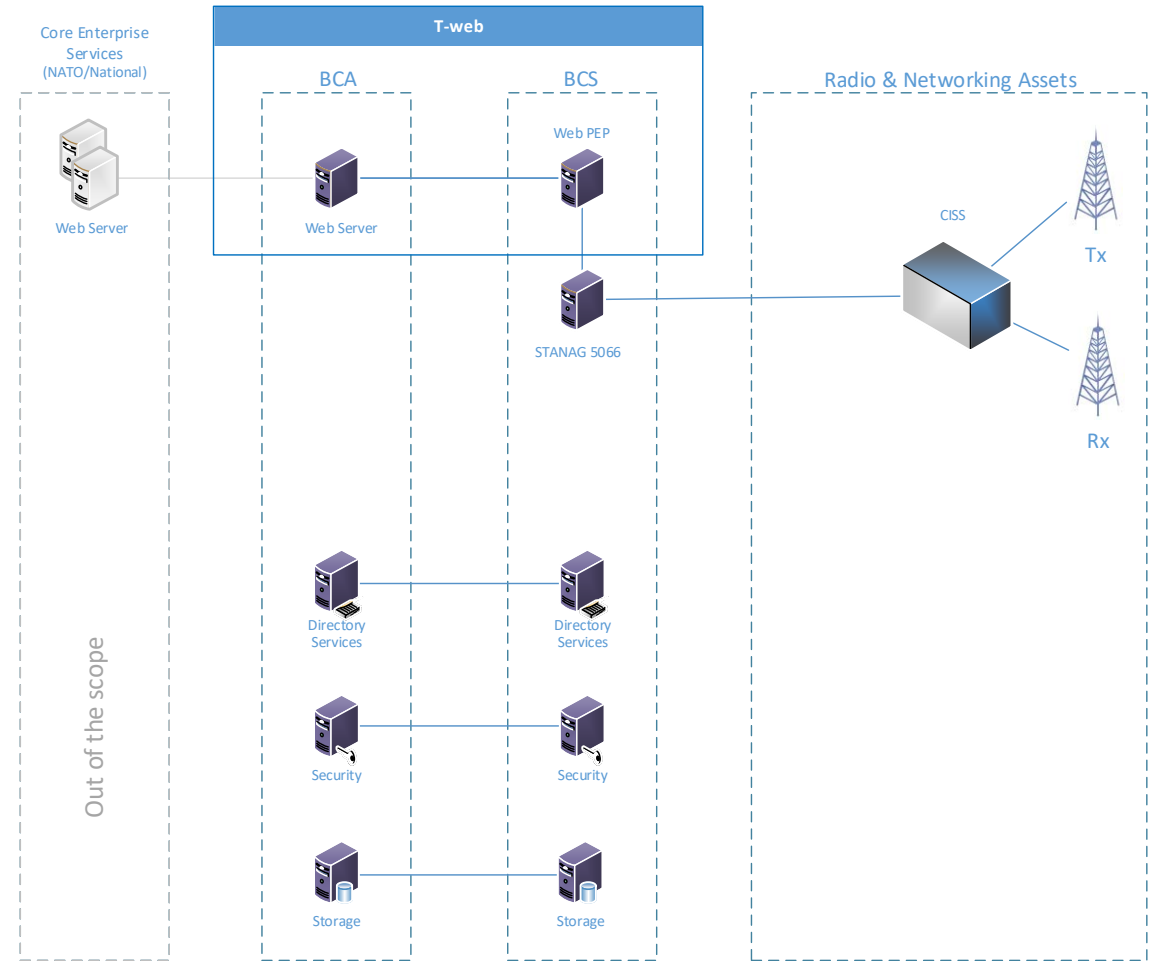 T-web
Core Enterprise
Services
(NATO/National)
BCA
BCS
Radio & Networking Assets
Web PEP
Web Server
Web Server
CISS
Tx
STANAG 5066
Rx
Directory
Services
Directory
Services
Out of the scope
Security
Security
Storage
Storage